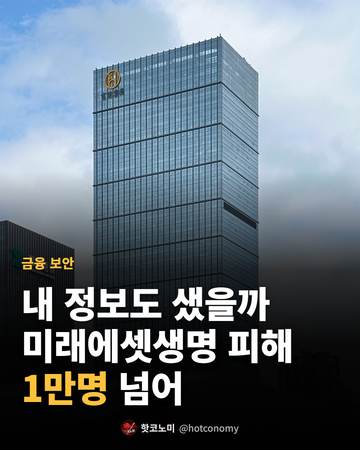 금융 보안
내 정보도 샜을까
미래에셋생명 피해
1만명 넘어
핫코노미 @hotconomy